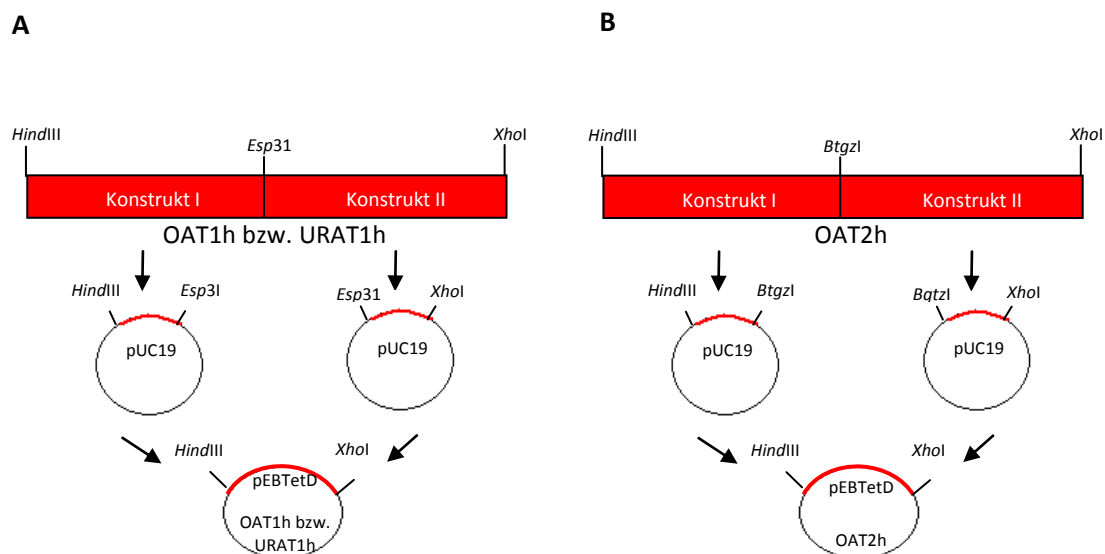 A
B
HindIII
Esp31
XhoI
HindIII
BtgzI
XhoI
Konstrukt I
Konstrukt II
Konstrukt I
Konstrukt II
OAT1h bzw. URAT1h
OAT2h
HindIII
Esp3I
Esp31
XhoI
HindIII
BtgzI
BgtzI
XhoI
pUC19
pUC19
pUC19
pUC19
HindIII
XhoI
HindIII
XhoI
pEBTetD
OAT1h bzw.
URAT1h
pEBTetD
OAT2h